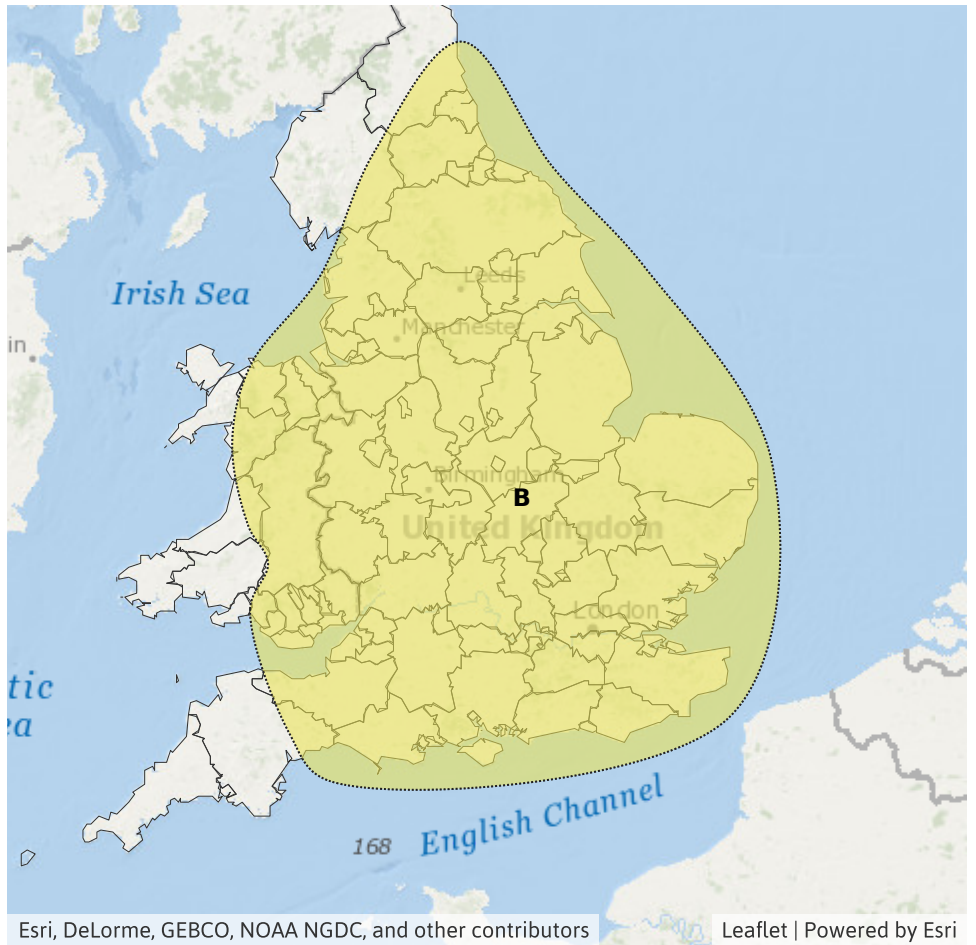 Irish Sea
Leeds
Manchester
in
Birmingham
B
United Kingdom
London
tic
ea
English Channel
168
Esri, DeLorme, GEBCO, NOAA NGDC, and other contributors
Leaflet | Powered by Esri